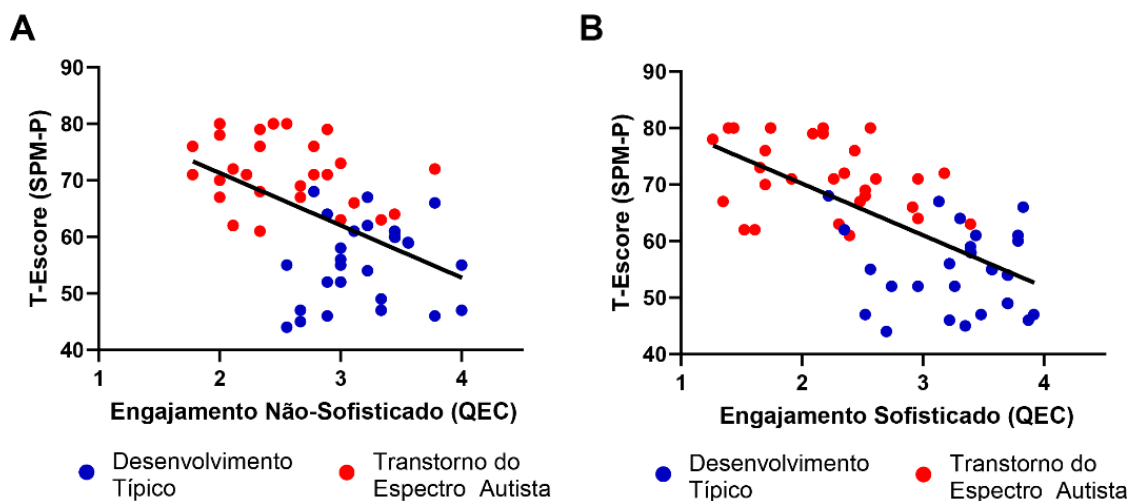 A
T-Escore (SPM-P)
90
80
70
60
50
40
1
2
3
4
Engajamento Não-Sofisticado (QEC)
Desenvolvimento
Típico
Transtorno do
Espectro Autista
B
T-Escore (SPM-P)
90
80
70
60
50
40
1
2
3
4
Engajamento Sofisticado (QEC)
Desenvolvimento
Típico
Transtorno do
Espectro Autista